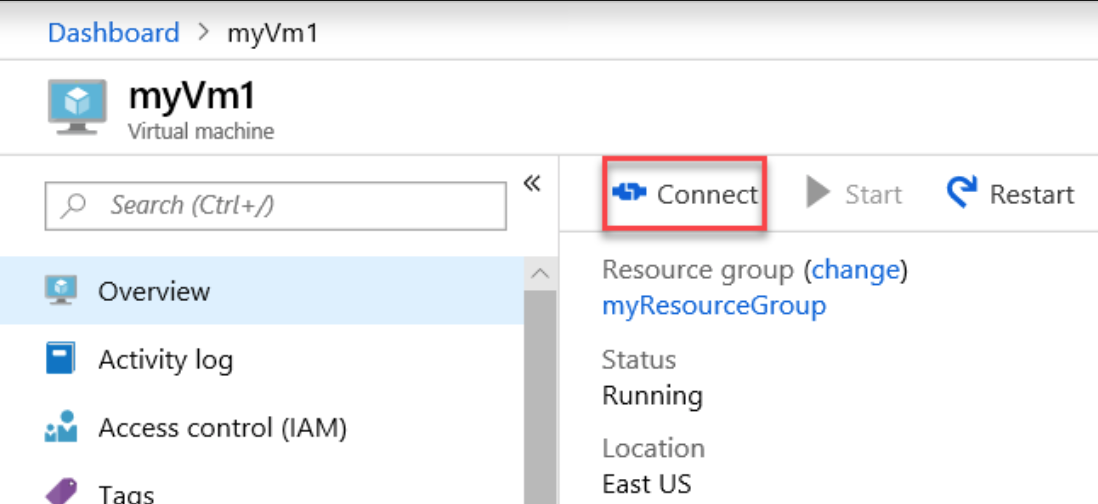 Dashboard > myVm1
myVm1
Virtual machine
Search (Ctrl+/)
«
Overview
Activity log
Access control (IAM)
Tags
Connect Start Restart
Resource group (change)
myResourceGroup
Status
Running
Location
East US